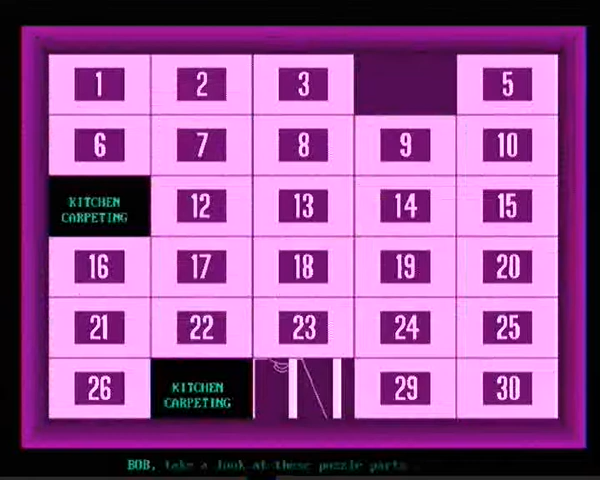 1 2 3 5
6 7 8 9 10
KITCHEN
CARPETING
12 13 14 15
16 17 18 19 20
21 22 23 24 25
26
KITCHEN
CARPETING
29 30
BOB, take a look at these puzzle parts